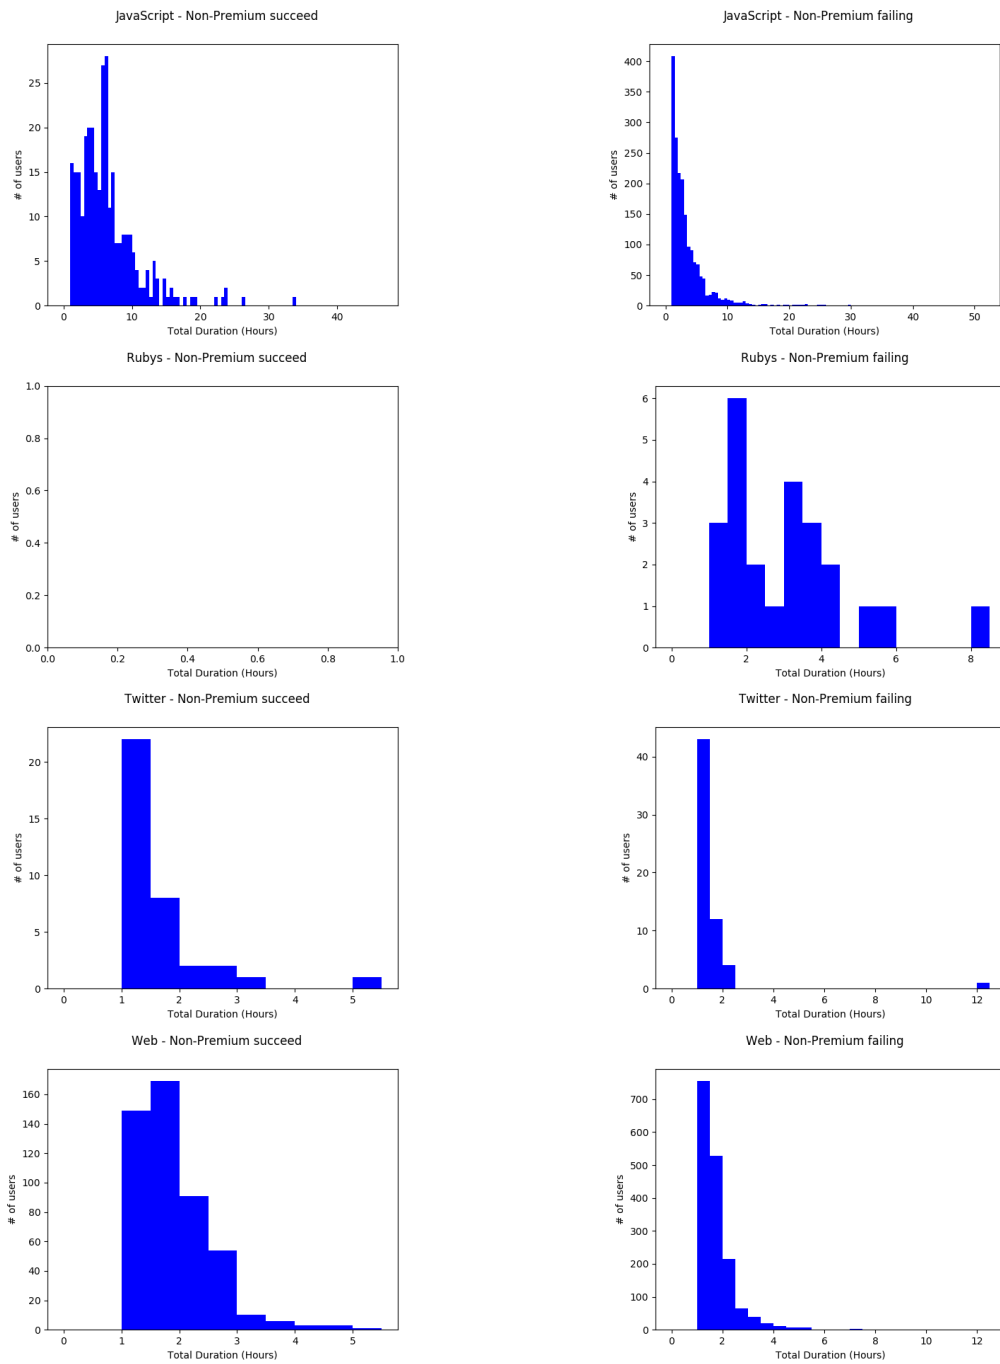 JavaScript - Non-Premium succeed
25
20
15
10
5
0
# of users
0 10 20 30 40
Total Duration (Hours)
JavaScript - Non-Premium failing
400
350
300
250
200
150
100
50
0
# of users
0 10 20 30 40 50
Total Duration (Hours)
Rubys - Non-Premium succeed
1.0
0.8
0.6
0.4
0.2
0.0
# of users
0.0 0.2 0.4 0.6 0.8 1.0
Total Duration (Hours)
Rubys - Non-Premium failing
6
5
4
3
2
1
0
# of users
0 2 4 6 8
Total Duration (Hours)
Twitter - Non-Premium succeed
20
15
10
5
0
# of users
0 1 2 3 4 5
Total Duration (Hours)
Twitter - Non-Premium failing
40
30
20
10
0
# of users
0 2 4 6 8 10 12
Total Duration (Hours)
Web - Non-Premium succeed
160
140
120
100
80
60
40
20
0
# of users
0 1 2 3 4 5
Total Duration (Hours)
Web - Non-Premium failing
700
600
500
400
300
200
100
0
# of users
0 2 4 6 8 10 12
Total Duration (Hours)